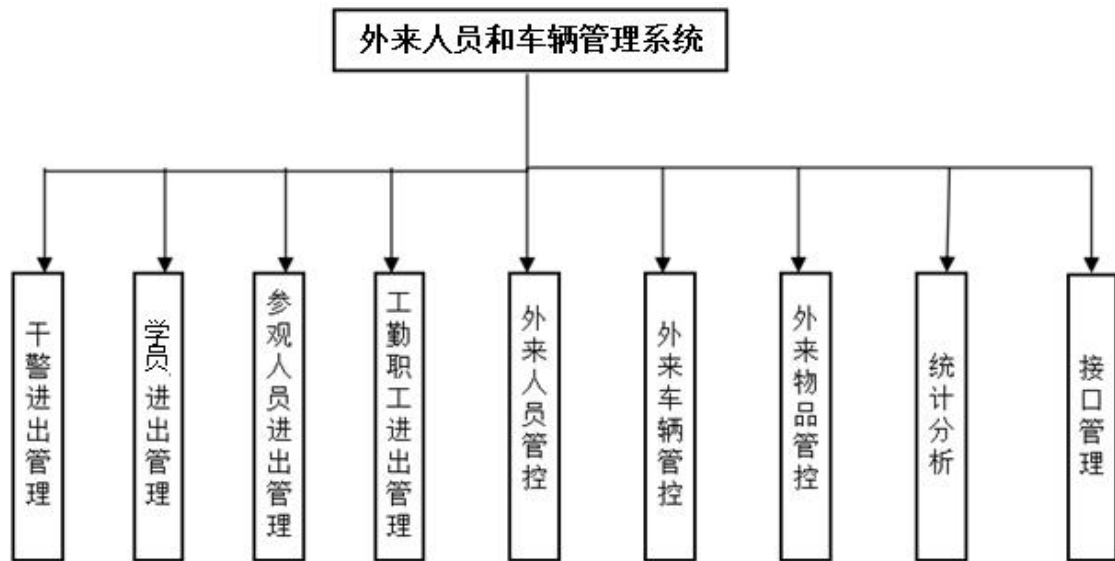 外来人员和车辆管理系统
干警进出管理
学员进出管理
参观人员进出管理
工勤职工进出管理
外来人员管控
外来车辆管控
外来物品管控
统计分析
接口管理